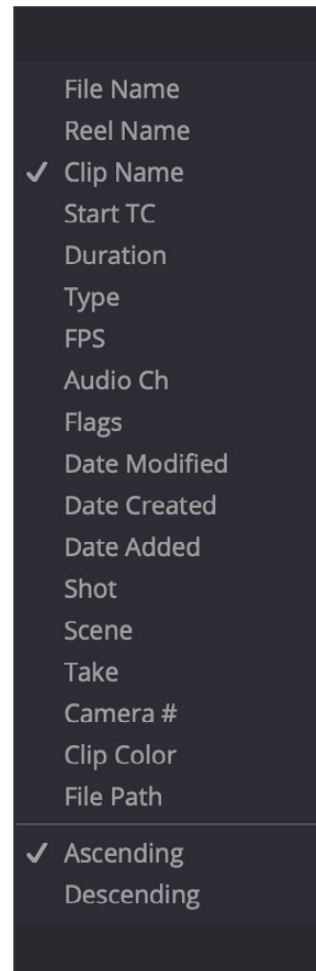 File Name
Reel Name
✓ Clip Name
Start TC
Duration
Type
FPS
Audio Ch
Flags
Date Modified
Date Created
Date Added
Shot
Scene
Take
Camera #
Clip Color
File Path
✓ Ascending
Descending